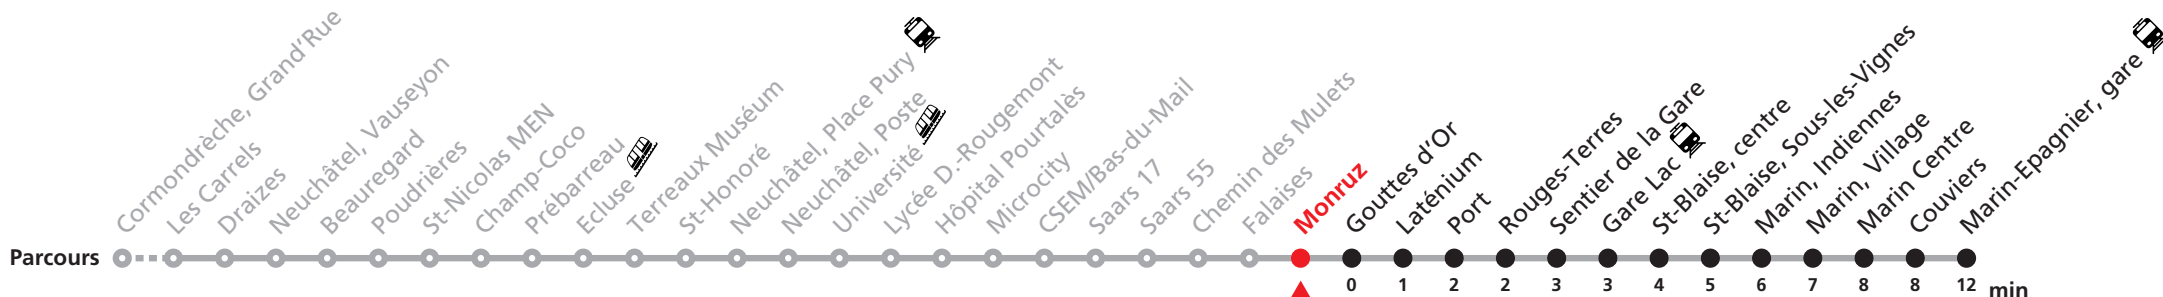 Parcours
Cormondrèche, Grand'Rue
Les Carrels
Draizes
Neuchâtel, Vauseyon
Beauregard
Poudrières
St-Nicolas MEN
Champ-Coco
Prébarreau
Ecluse
Terreaux Muséum
St-Honoré
Neuchâtel, Place Pury
Neuchâtel, Poste
Université
Lycée D.-Rougemont
Hôpital Pourtalès
Microcity
CSEM/Bas-du-Mail
Saars 17
Saars 55
Chemin des Mulets
Falaises
Monruz
Gouttes d'Or
Laténium
Port
Rouges-Terres
Sentier de la Gare
Gare Lac
St-Blaise, centre
St-Blaise, Sous-les-Vignes
Marin, Indiennes
Marin, Village
Marin Centre
Couviers
Marin-Epagnier, gare
0 1 2 2 3 3 4 5 6 7 8 8 12 min